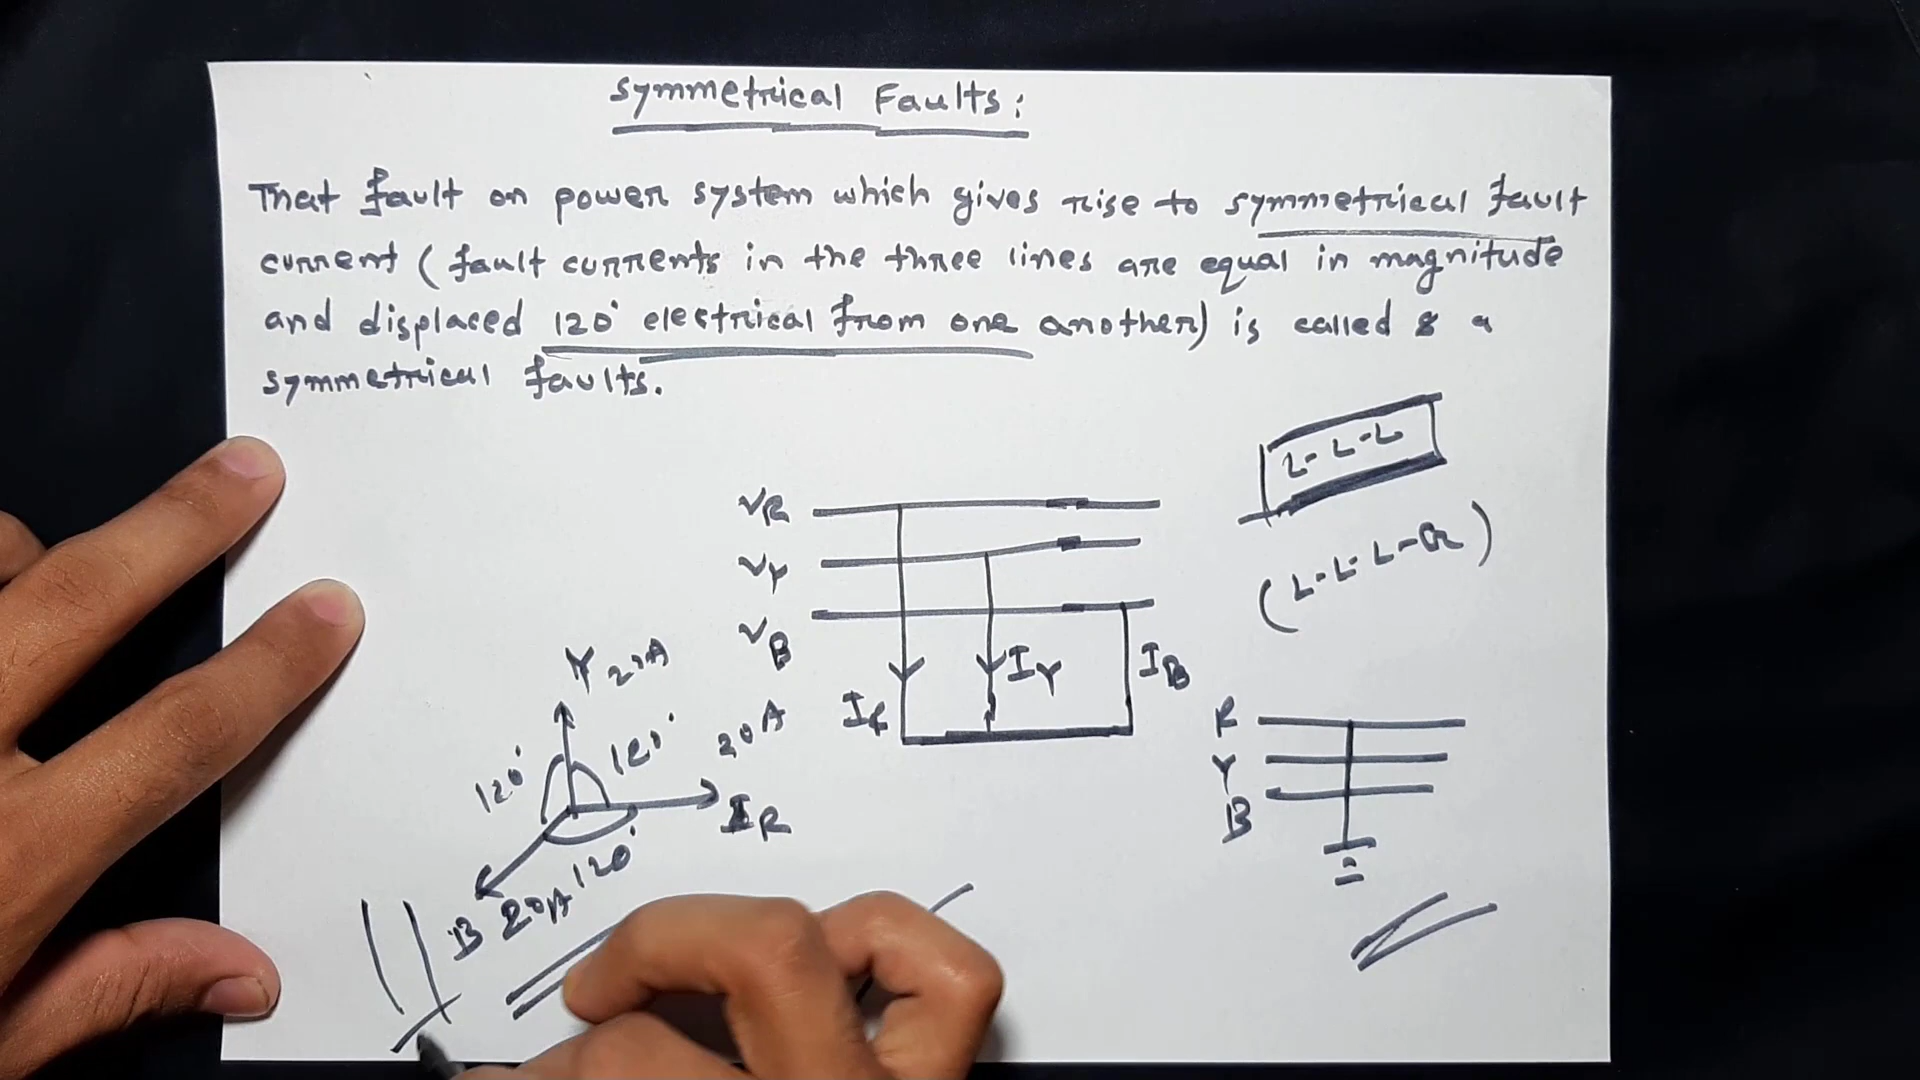 Symmetrical Faults:
That fault on power system which gives rise to symmetrical fault
current (fault currents in the three lines are equal in magnitude
and displaced 120° electrical from one another) is called a
symmetrical faults.
L-L-L
(L-L-L-G)
VR
VY
VB
IR
IY
IB
Y 20A
120°
120°
20A
IR
120°
B 20A
R
Y
B